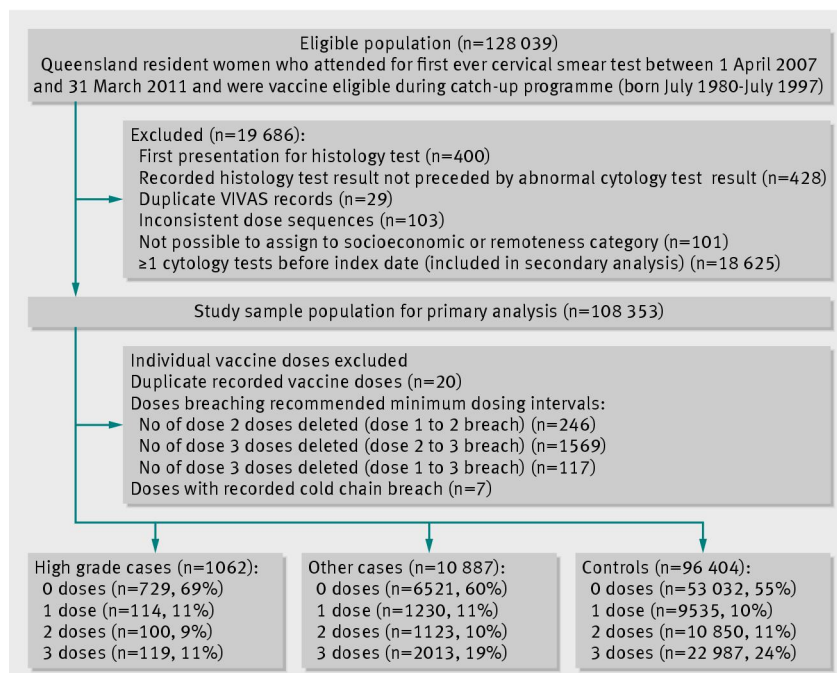 Eligible population (n=128 039)
Queensland resident women who attended for first ever cervical smear test between 1 April 2007
and 31 March 2011 and were vaccine eligible during catch-up programme (born July 1980-July 1997)
Excluded (n=19 686):
First presentation for histology test (n=400)
Recorded histology test result not preceded by abnormal cytology test result (n=428)
Duplicate VIVAS records (n=29)
Inconsistent dose sequences (n=103)
Not possible to assign to socioeconomic or remoteness category (n=101)
≥1 cytology tests before index date (included in secondary analysis) (n=18 625)
Study sample population for primary analysis (n=108 353)
Individual vaccine doses excluded
Duplicate recorded vaccine doses (n=20)
Doses breaching recommended minimum dosing intervals:
No of dose 2 doses deleted (dose 1 to 2 breach) (n=246)
No of dose 3 doses deleted (dose 2 to 3 breach) (n=1569)
No of dose 3 doses deleted (dose 1 to 3 breach) (n=117)
Doses with recorded cold chain breach (n=7)
High grade cases (n=1062):
0 doses (n=729, 69%)
1 dose (n=114, 11%)
2 doses (n=100, 9%)
3 doses (n=119, 11%)
Other cases (n=10 887):
0 doses (n=6521, 60%)
1 dose (n=1230, 11%)
2 doses (n=1123, 10%)
3 doses (n=2013, 19%)
Controls (n=96 404):
0 doses (n=53 032, 55%)
1 dose (n=9535, 10%)
2 doses (n=10 850, 11%)
3 doses (n=22 987, 24%)